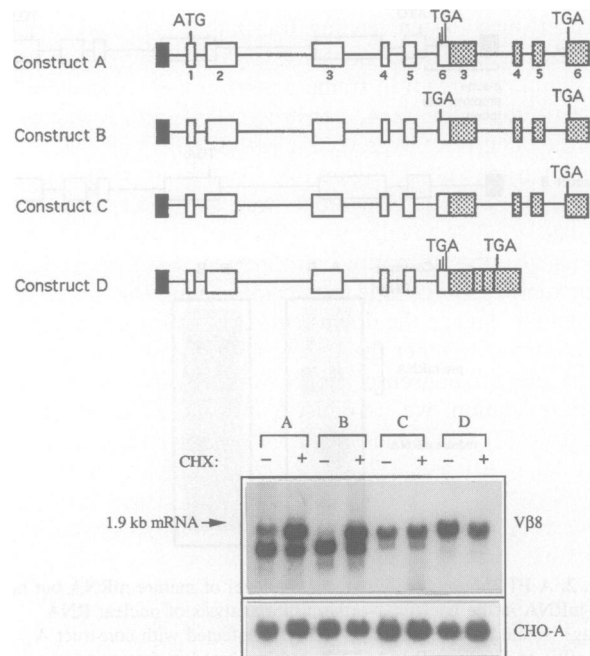 ATG
TGA
TGA
Construct A
1 2 3 4 5 6 3 4 5 6
TGA
TGA
Construct B
TGA
Construct C
TGA
TGA
Construct D
A B C D
CHX: − + − + − + − +
1.9 kb mRNA
Vβ8
CHO-A